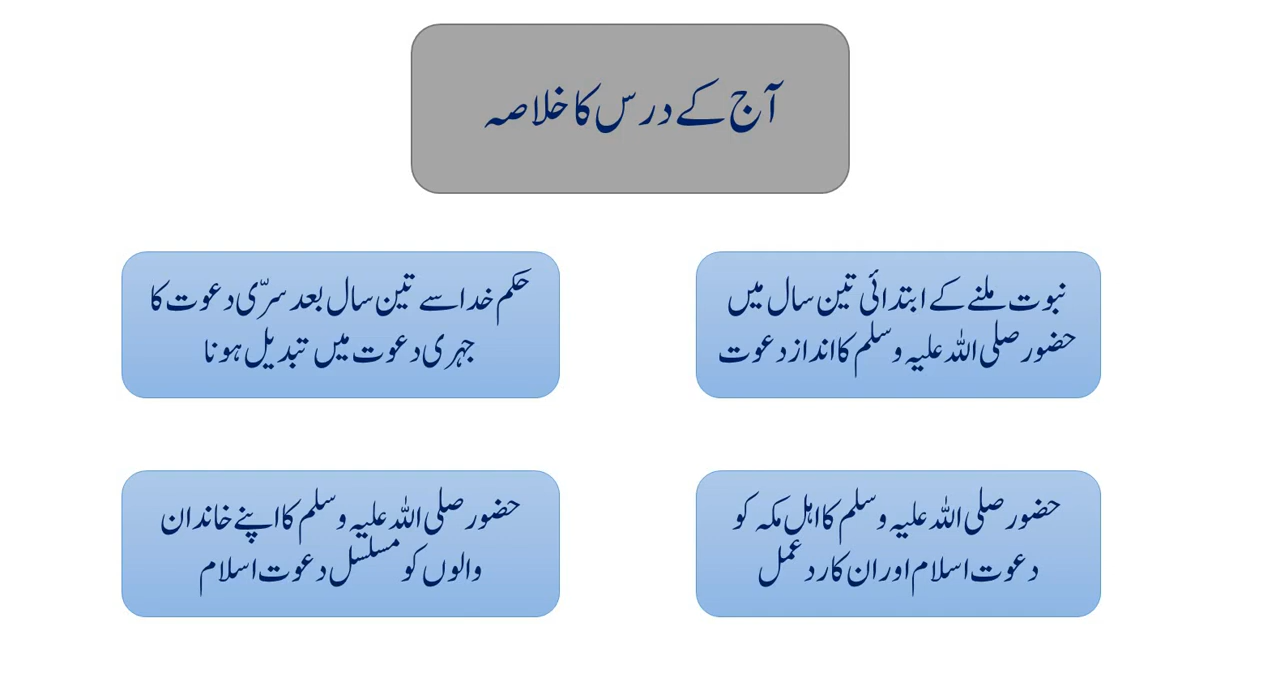 آج کے درس کا خلاصہ
نبوت ملنے کے ابتدائی تین سال میں
حضور صلی اللہ علیہ وسلم کا انداز دعوت
حکم خدا سے تین سال بعد سرّی دعوت کا
جہری دعوت میں تبدیل ہونا
حضور صلی اللہ علیہ وسلم کا اہل مکہ کو
دعوت اسلام اور ان کا رد عمل
حضور صلی اللہ علیہ وسلم کا اپنے خاندان
والوں کو مسلسل دعوت اسلام